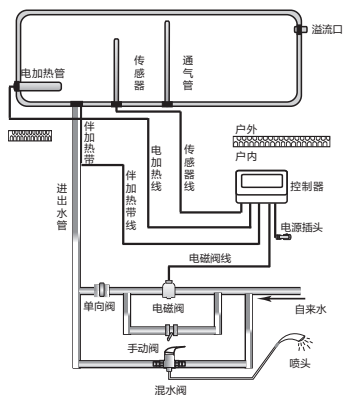 溢流口
电加热管
传感器
通气管
户外
户内
伴加热带
进出水管
伴加热带线
电加热线
传感器线
控制器
电源插头
电磁阀线
单向阀
电磁阀
自来水
手动阀
喷头
混水阀